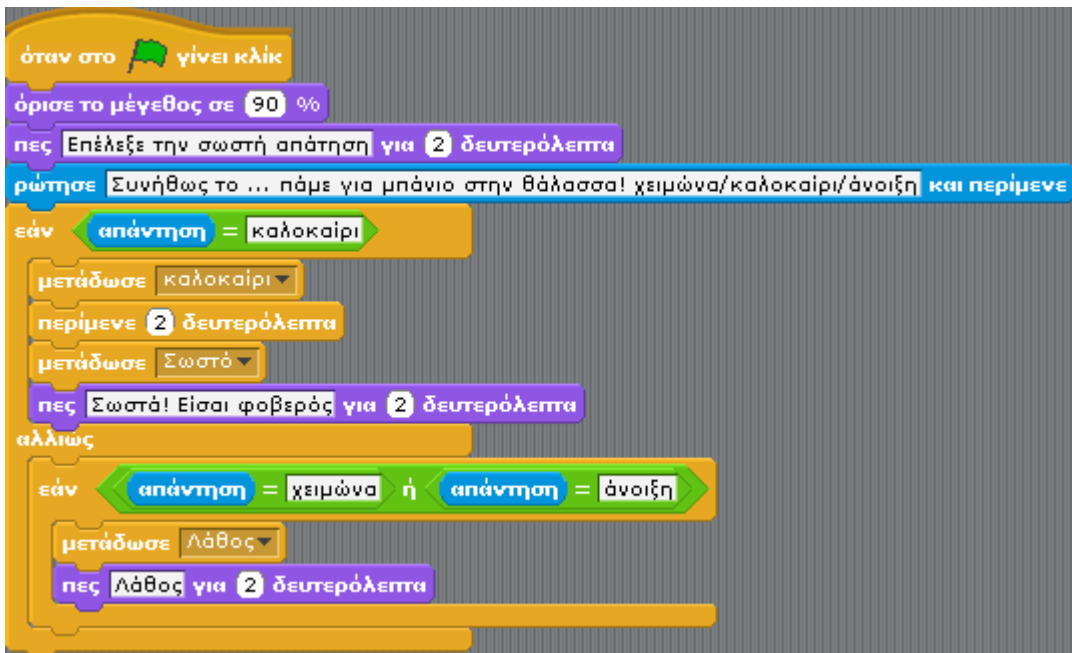 όταν στο γίνει κλίκ
όρισε το μέγεθος σε 90 %
πες Επέλεξε την σωστή απάτηση για 2 δευτερόλεπτα
ρώτησε Συνήθως το ... πάμε για μπάνιο στην θάλασσα! χειμώνα/καλοκαίρι/άνοιξη και περίμενε
εάν απάντηση = καλοκαίρι
μετάδωσε καλοκαίρι
περίμενε 2 δευτερόλεπτα
μετάδωσε Σωστό
πες Σωστά! Είσαι φοβερός για 2 δευτερόλεπτα
αλλιώς
εάν απάντηση = χειμώνα ή απάντηση = άνοιξη
μετάδωσε Λάθος
πες Λάθος για 2 δευτερόλεπτα